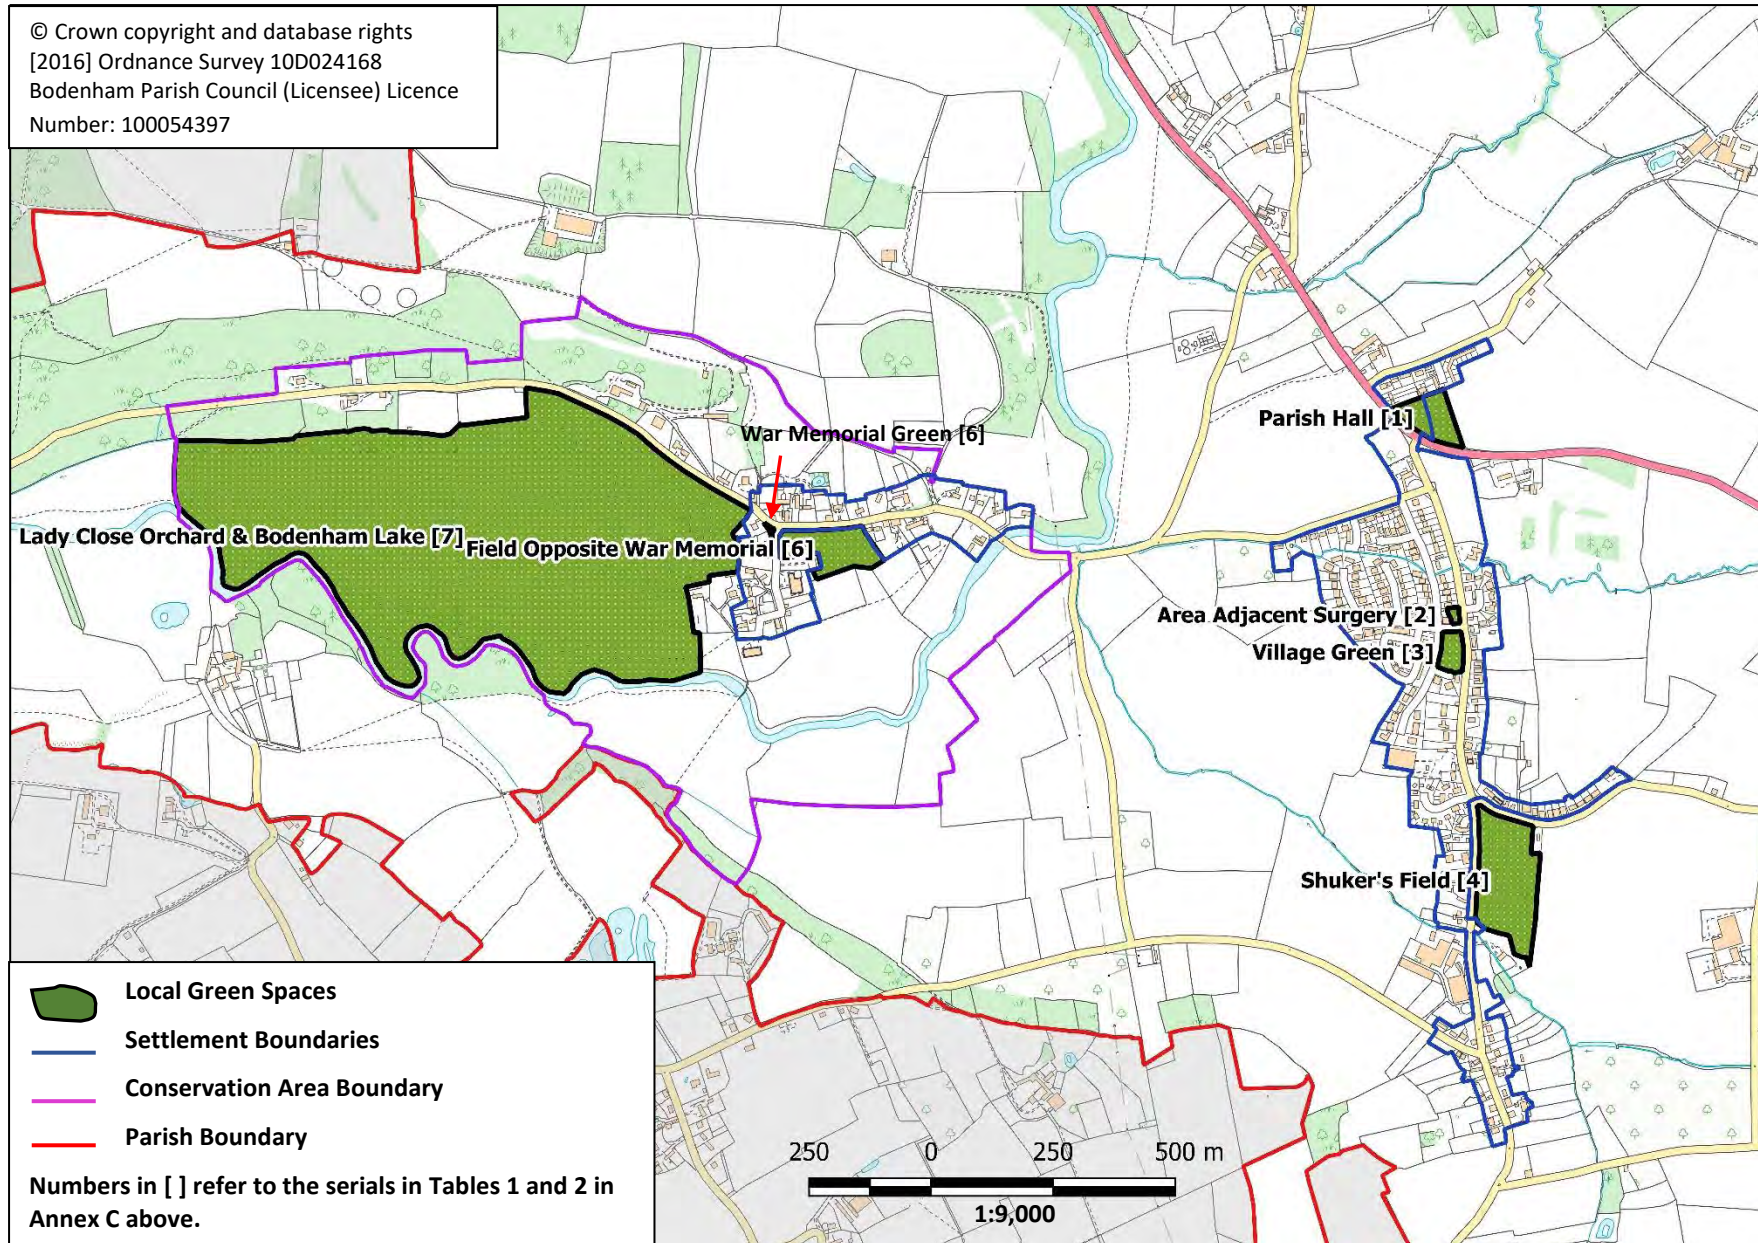 © Crown copyright and database rights
[2016] Ordnance Survey 10D024168
Bodenham Parish Council (Licensee) Licence
Number: 100054397
Parish Hall [1]
War Memorial Green [6]
Lady Close Orchard & Bodenham Lake [7]
Field Opposite War Memorial [6]
Area Adjacent Surgery [2]
Village Green [3]
Shuker's Field [4]
Local Green Spaces
Settlement Boundaries
Conservation Area Boundary
Parish Boundary
Numbers in [ ] refer to the serials in Tables 1 and 2 in
Annex C above.
250 0 250 500 m
1:9,000